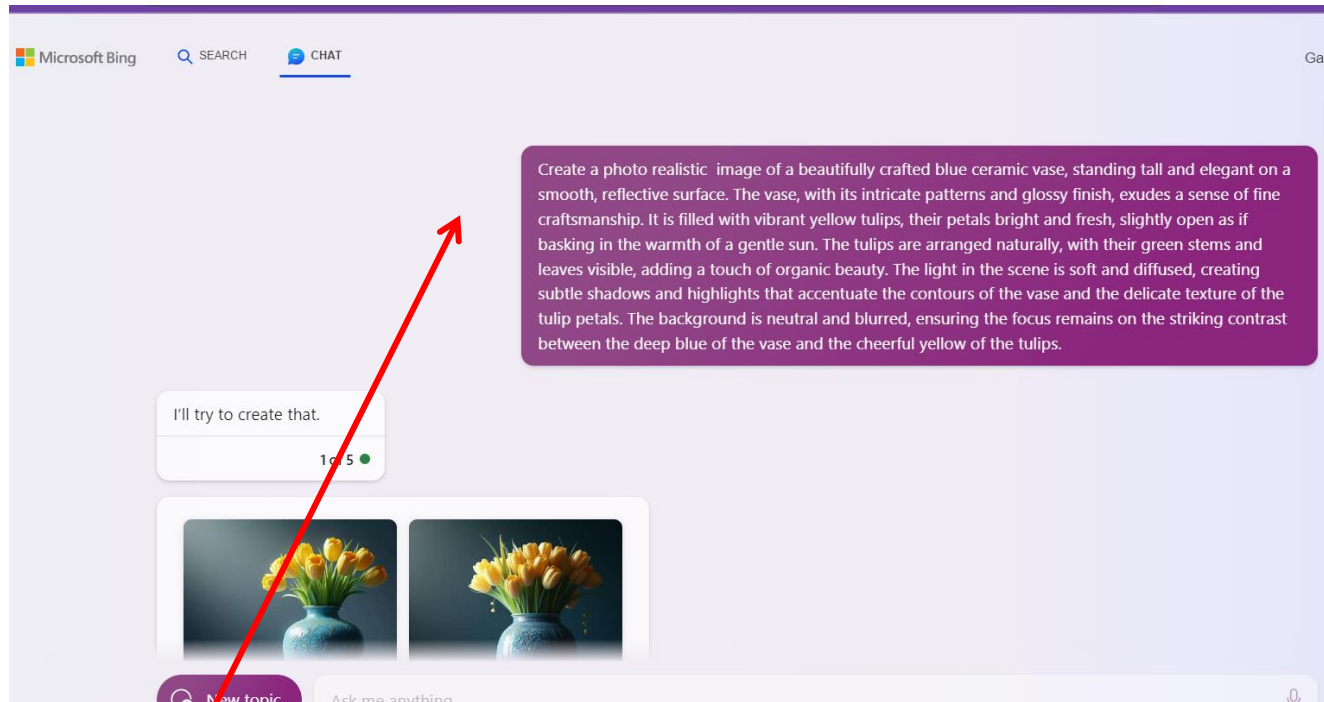 Microsoft Bing
SEARCH
CHAT
Ga
Create a photo realistic image of a beautifully crafted blue ceramic vase, standing tall and elegant on a
smooth, reflective surface. The vase, with its intricate patterns and glossy finish, exudes a sense of fine
craftsmanship. It is filled with vibrant yellow tulips, their petals bright and fresh, slightly open as if
basking in the warmth of a gentle sun. The tulips are arranged naturally, with their green stems and
leaves visible, adding a touch of organic beauty. The light in the scene is soft and diffused, creating
subtle shadows and highlights that accentuate the contours of the vase and the delicate texture of the
tulip petals. The background is neutral and blurred, ensuring the focus remains on the striking contrast
between the deep blue of the vase and the cheerful yellow of the tulips.
I'll try to create that.
1 of 5
New topic
Ask me anything